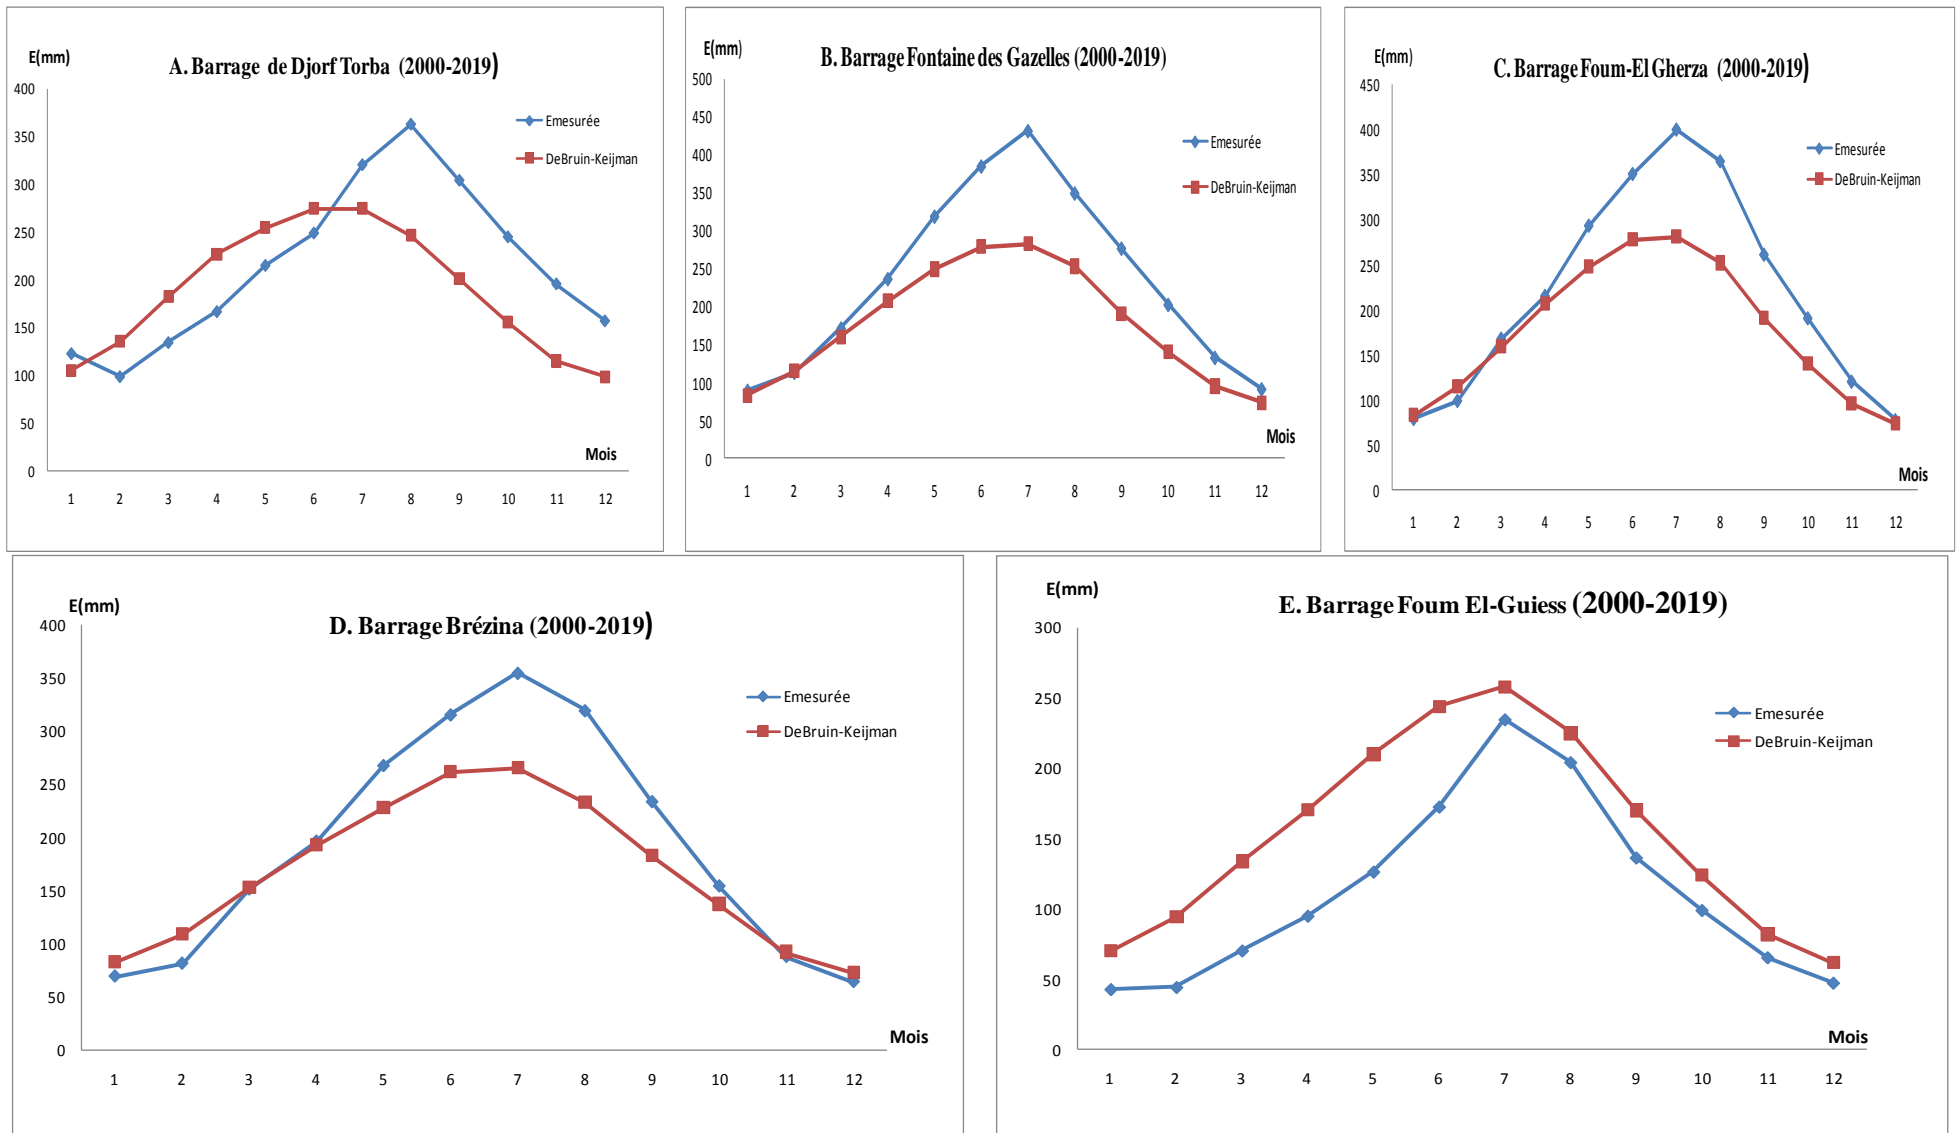 E(mm)
A. Barrage de Djorf Torba (2000-2019)
400
350
300
250
200
150
100
50
0
Emesurée
DeBruin-Keijman
Mois
1 2 3 4 5 6 7 8 9 10 11 12
E(mm)
B. Barrage Fontaine des Gazelles (2000-2019)
500
450
400
350
300
250
200
150
100
50
0
Emesurée
DeBruin-Keijman
Mois
1 2 3 4 5 6 7 8 9 10 11 12
E(mm)
C. Barrage Foum-El Gherza (2000-2019)
450
400
350
300
250
200
150
100
50
0
Emesurée
DeBruin-Keijman
Mois
1 2 3 4 5 6 7 8 9 10 11 12
E(mm)
D. Barrage Brézina (2000-2019)
400
350
300
250
200
150
100
50
0
Emesurée
DeBruin-Keijman
Mois
1 2 3 4 5 6 7 8 9 10 11 12
E(mm)
E. Barrage Foum El-Guiess (2000-2019)
300
250
200
150
100
50
0
Emesurée
DeBruin-Keijman
Mois
1 2 3 4 5 6 7 8 9 10 11 12